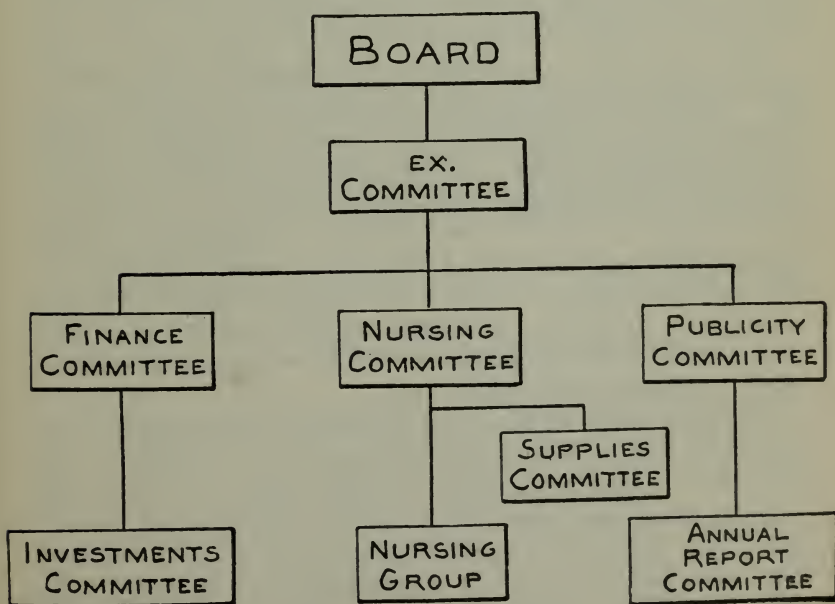 BOARD
EX.
COMMITTEE
FINANCE
COMMITTEE
NURSING
COMMITTEE
PUBLICITY
COMMITTEE
SUPPLIES
COMMITTEE
INVESTMENTS
COMMITTEE
NURSING
GROUP
ANNUAL
REPORT
COMMITTEE